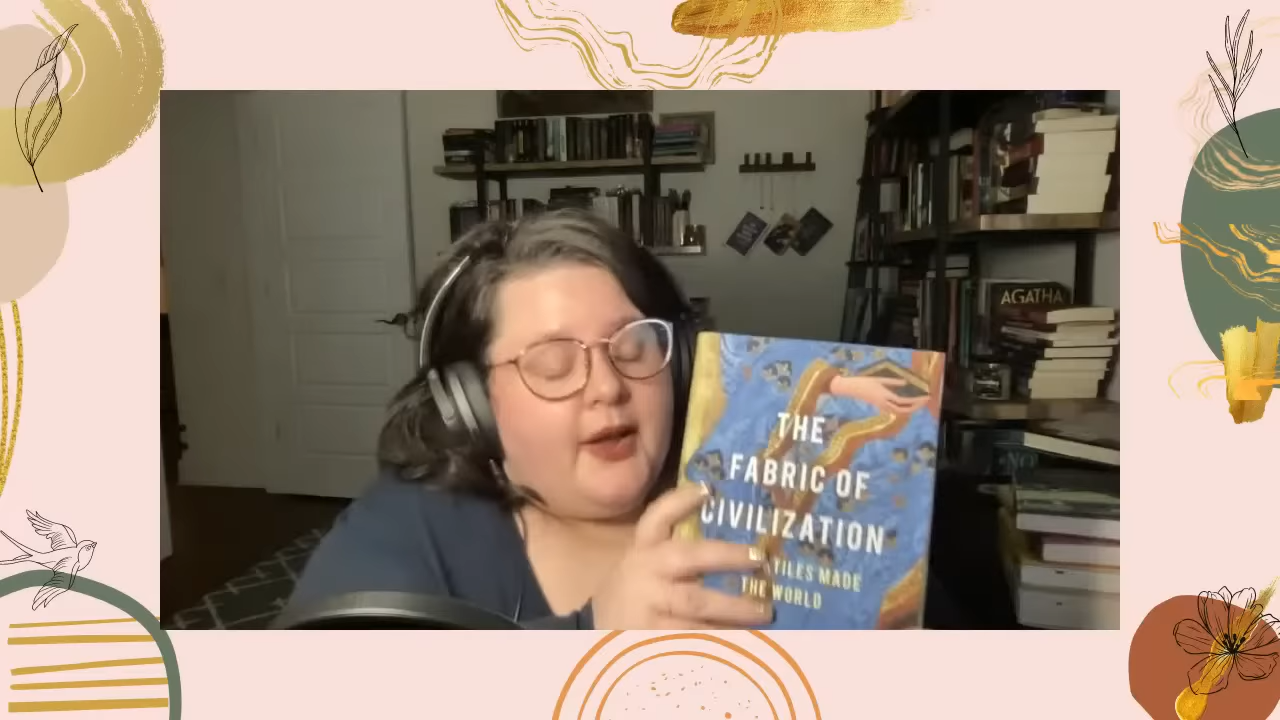 AGATHA
THE
FABRIC OF
CIVILIZATION
TILES MADE
THE WORLD